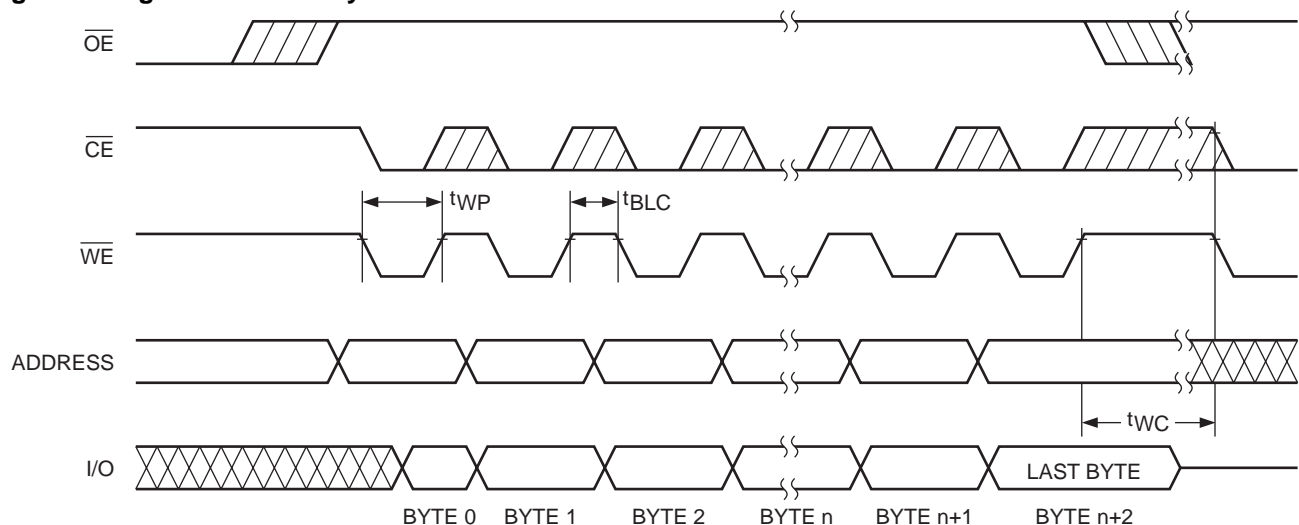 OE
CE
tWP
tBLC
WE
ADDRESS
tWC
I/O
LAST BYTE
BYTE 0 BYTE 1 BYTE 2 BYTE n BYTE n+1 BYTE n+2